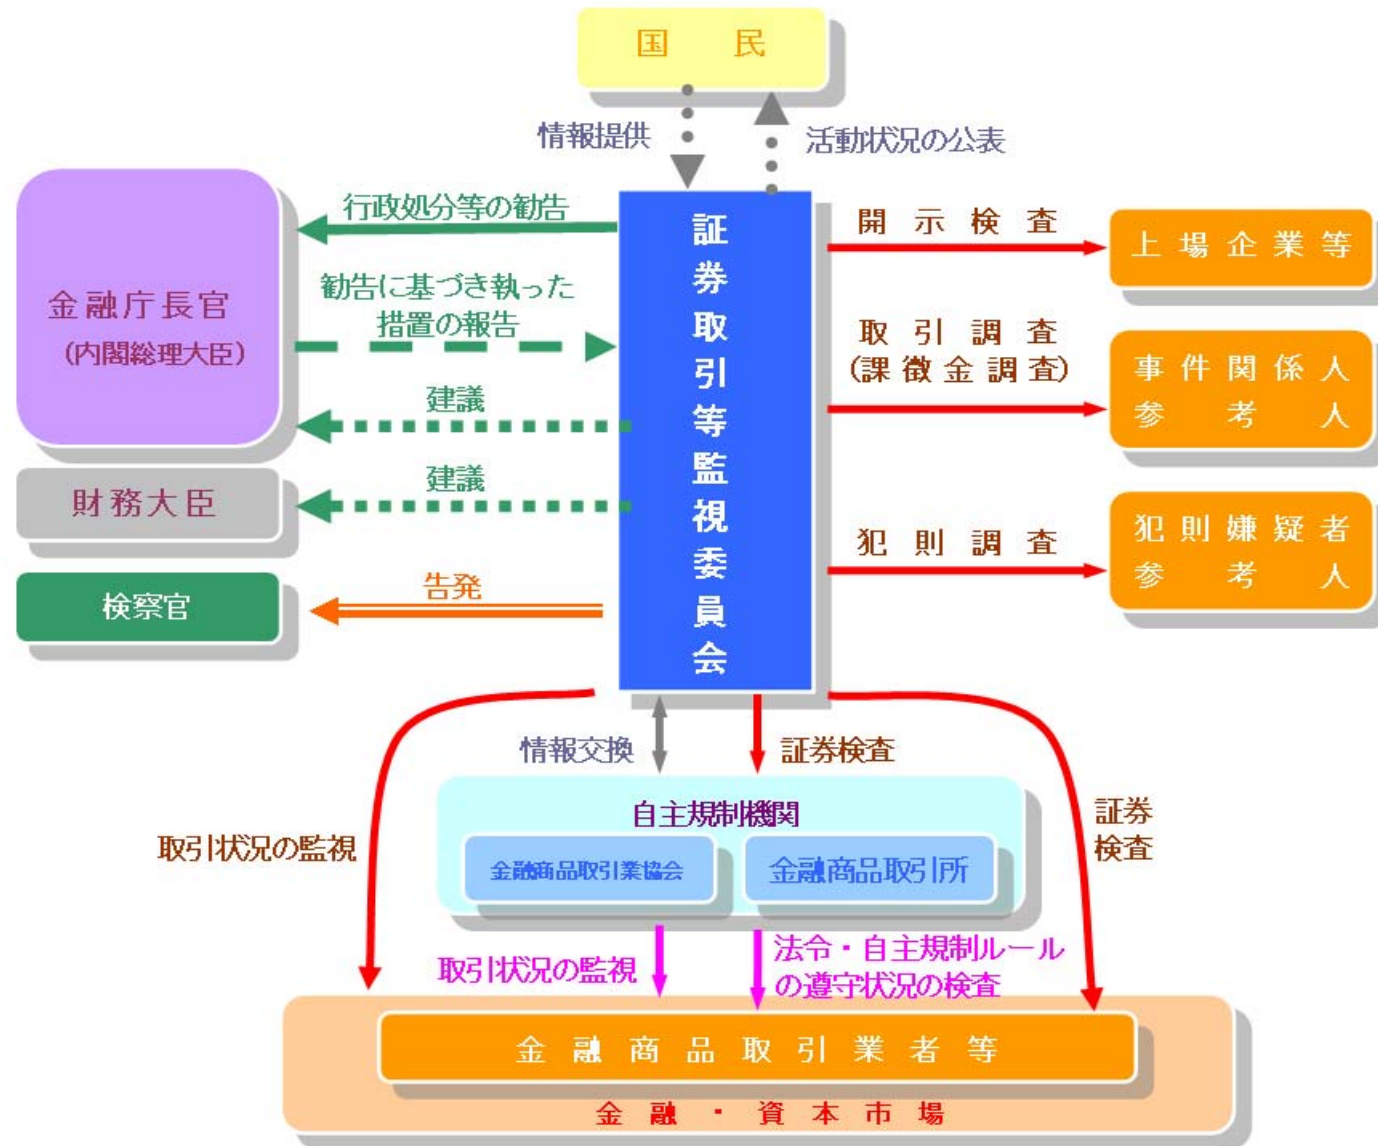 国 民
情報提供
活動状況の公表
行政処分等の勧告
勧告に基づき執った
措置の報告
金融庁長官
(内閣総理大臣)
建議
建議
財務大臣
告発
検察官
証券取引等監視委員会
開示検査
上場企業等
取引調査
(課徴金調査)
事件関係人
参考人
犯則調査
犯則嫌疑者
参考人
情報交換
証券検査
取引状況の監視
証券
検査
自主規制機関
金融商品取引業協会
金融商品取引所
取引状況の監視
法令・自主規制ルール
の遵守状況の検査
金融商品取引業者等
金融・資本市場